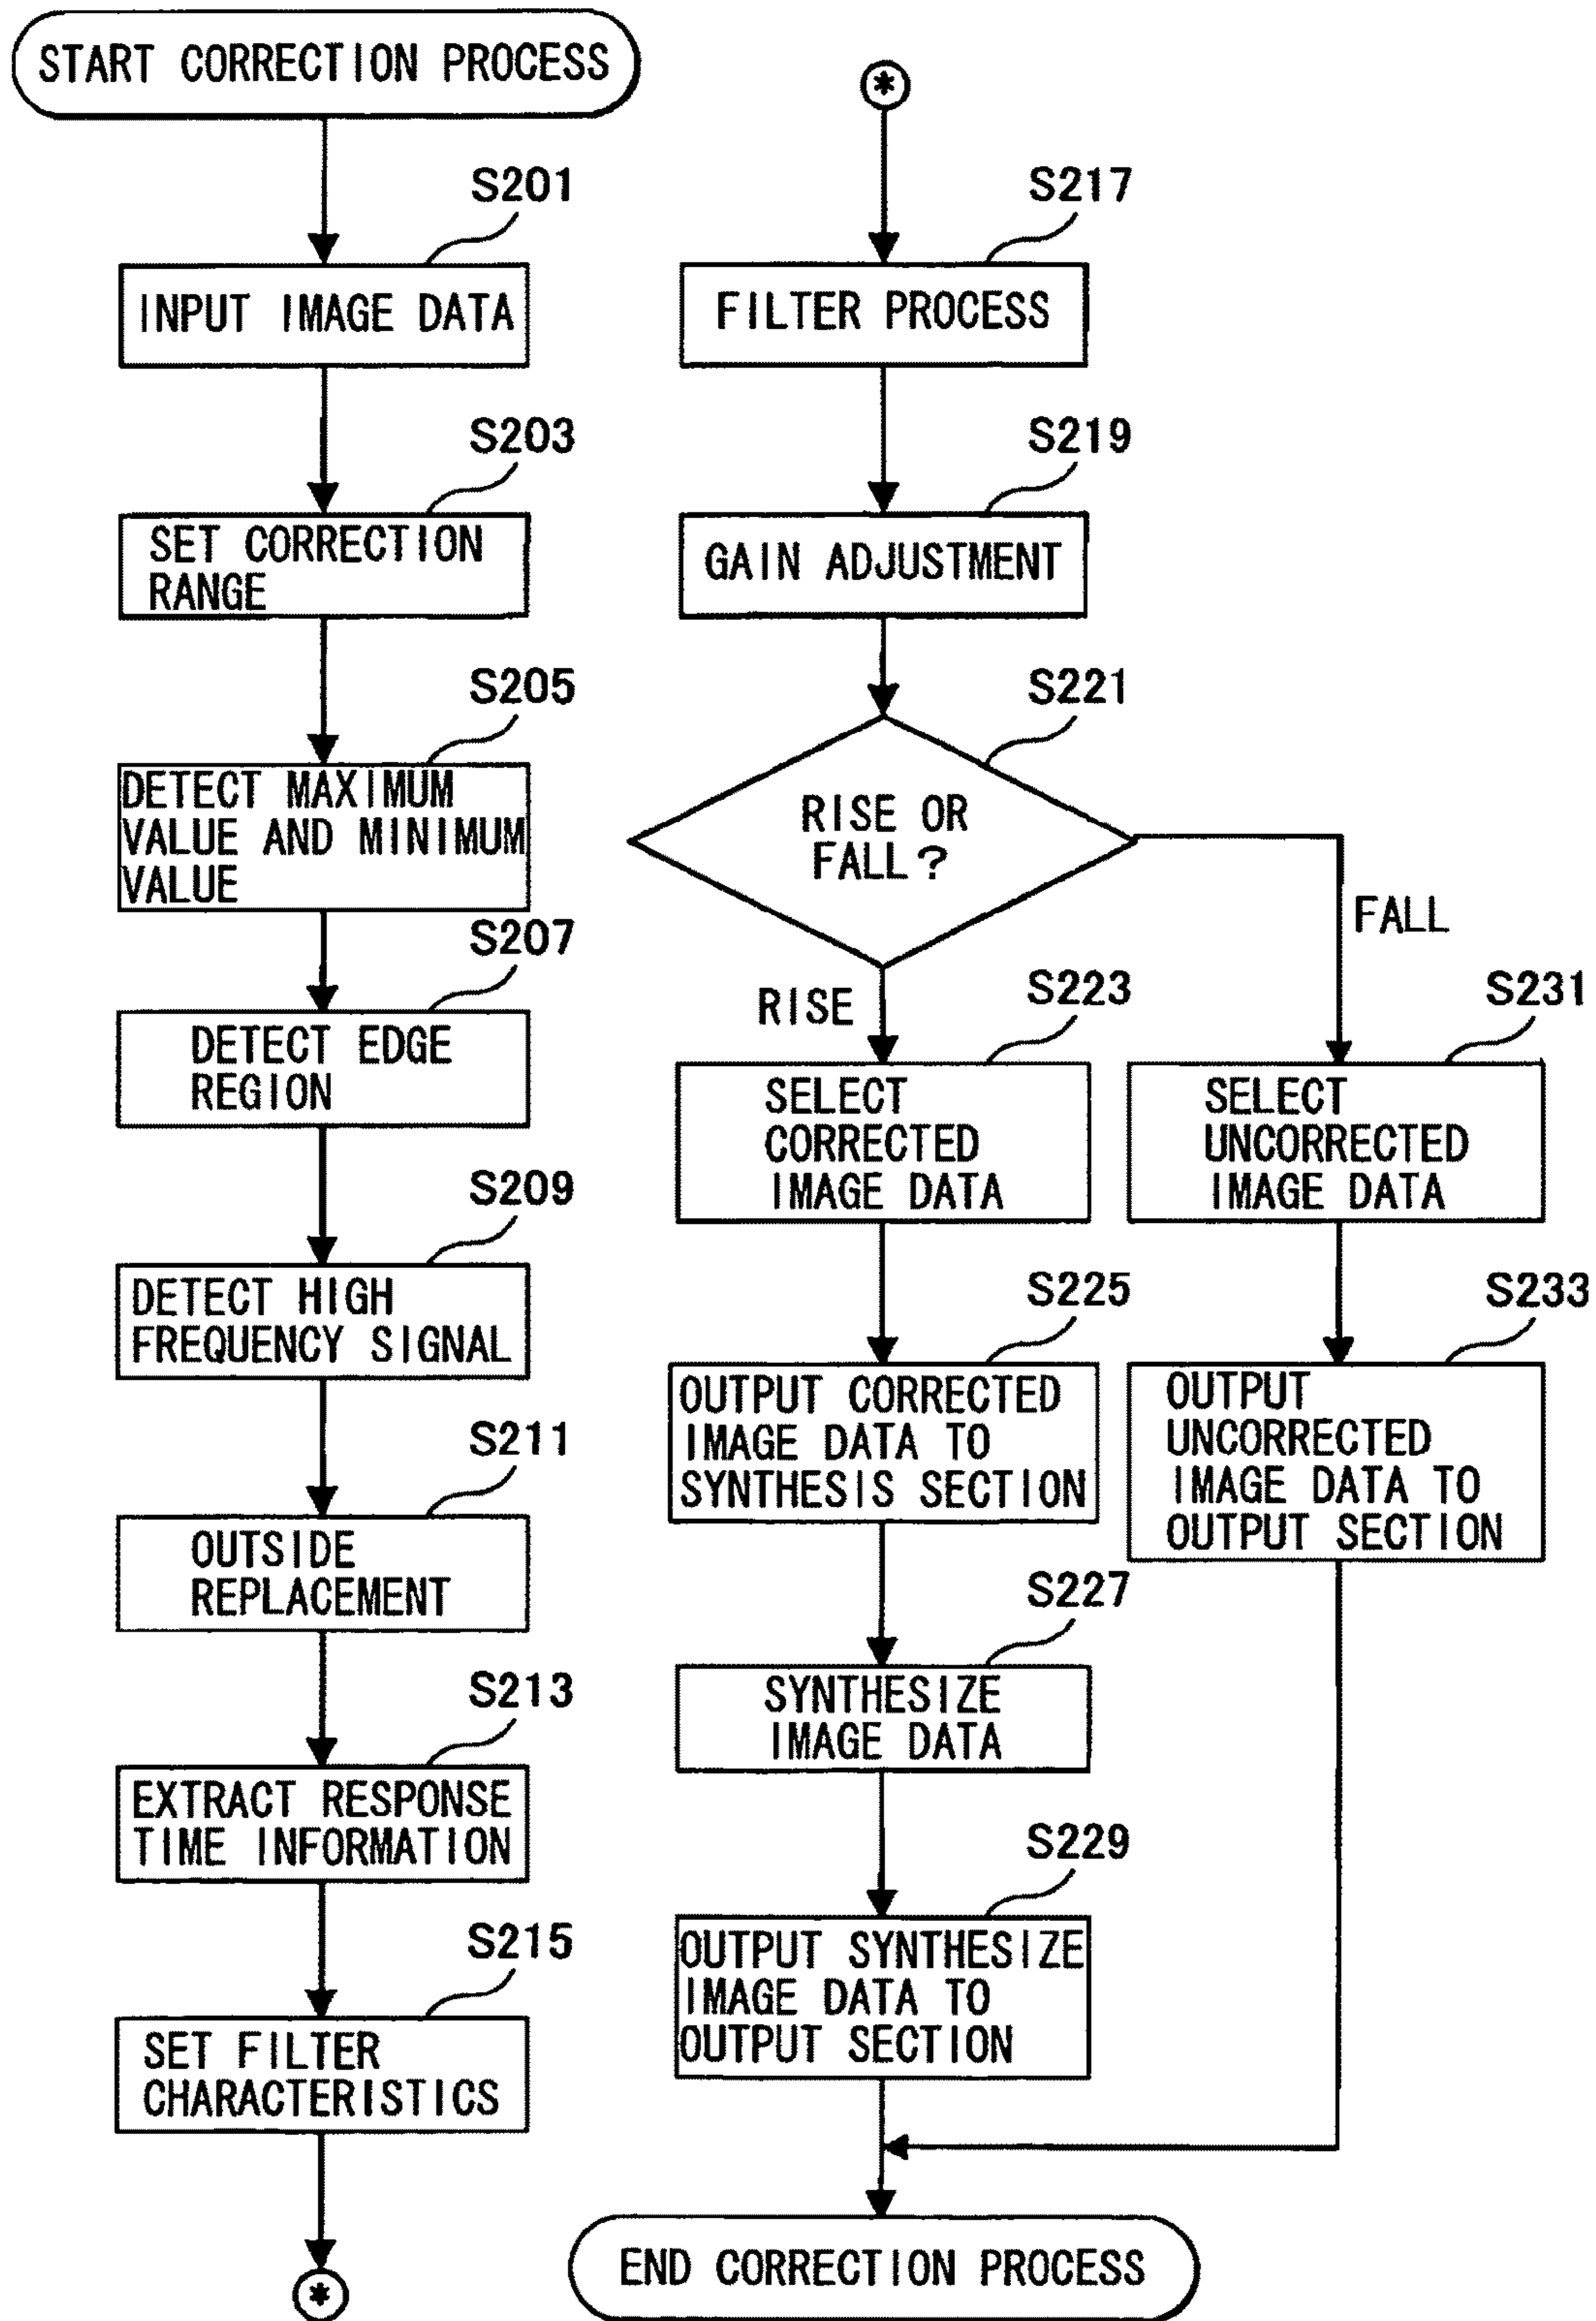 START CORRECTION PROCESS
S201
INPUT IMAGE DATA
S203
SET CORRECTION
RANGE
S205
DETECT MAXIMUM
VALUE AND MINIMUM
VALUE
S207
DETECT EDGE
REGION
S209
DETECT HIGH
FREQUENCY SIGNAL
S211
OUTSIDE
REPLACEMENT
S213
EXTRACT RESPONSE
TIME INFORMATION
S215
SET FILTER
CHARACTERISTICS
*
*
S217
FILTER PROCESS
S219
GAIN ADJUSTMENT
S221
RISE OR
FALL?
RISE
FALL
S223
SELECT
CORRECTED
IMAGE DATA
S225
OUTPUT CORRECTED
IMAGE DATA TO
SYNTHESIS SECTION
S227
SYNTHESIZE
IMAGE DATA
S229
OUTPUT SYNTHESIZE
IMAGE DATA TO
OUTPUT SECTION
S231
SELECT
UNCORRECTED
IMAGE DATA
S233
OUTPUT
UNCORRECTED
IMAGE DATA TO
OUTPUT SECTION
END CORRECTION PROCESS